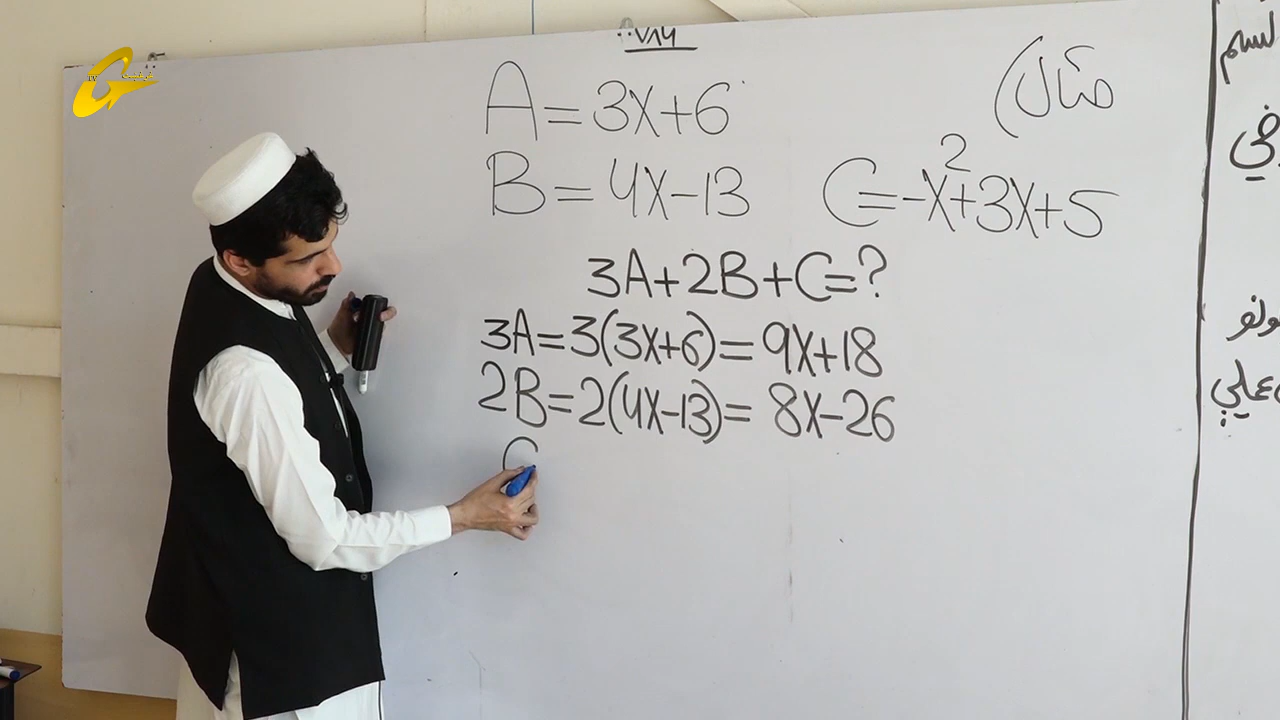 ۷۸۶
مثال)
A=3X+6
B=4X-13
C=-X²+3X+5
3A+2B+C=?
3A=3(3X+6)=9X+18
2B=2(4X-13)=8X-26
C